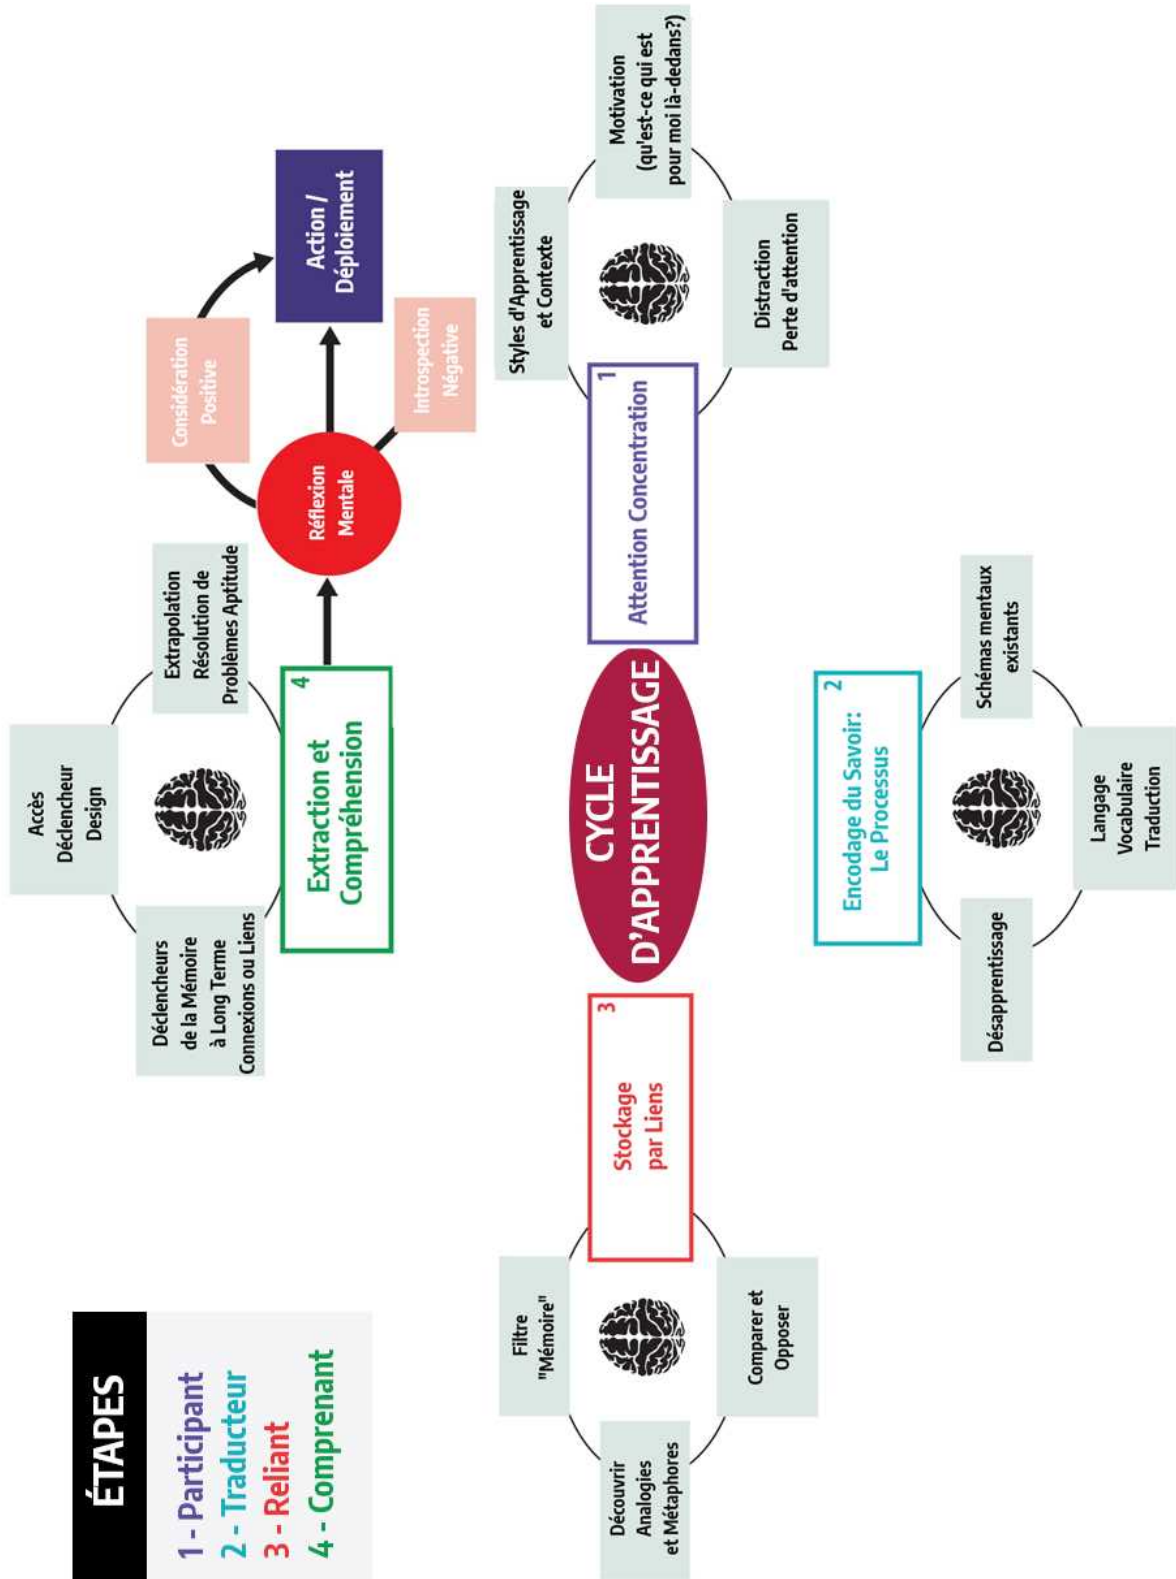 ÉTAPES
1 - Participant
2 - Traducteur
3 - Reliant
4 - Comprenant
Accès
Déclencheur
Design
Déclencheurs
de la Mémoire
à Long Terme
Connexions ou Liens
Extrapolation
Résolution de
Problèmes Aptitude
4
Extraction et
Compréhension
Considération
Positive
Réflexion
Mentale
Introspection
Négative
Action /
Déploiement
Filtre
"Mémoire"
Découvrir
Analogies
et Métaphores
Comparer et
Opposer
3
Stockage
par Liens
CYCLE
D'APPRENTISSAGE
1
Attention Concentration
Styles d'Apprentissage
et Contexte
Motivation
(qu'est-ce qui est
pour moi là-dedans?)
Distraction
Perte d'attention
2
Encodage du Savoir:
Le Processus
Désapprentissage
Schémas mentaux
existants
Langage
Vocabulaire
Traduction